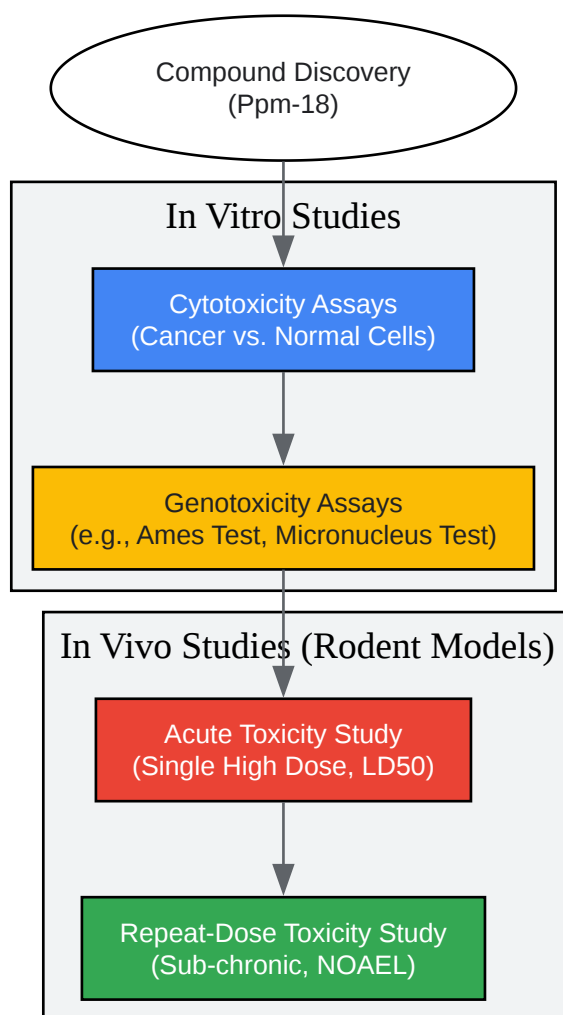 Compound Discovery
(Ppm-18)
In Vitro Studies
Cytotoxicity Assays
(Cancer vs. Normal Cells)
Genotoxicity Assays
(e.g., Ames Test, Micronucleus Test)
In Vivo Studies (Rodent Models)
Acute Toxicity Study
(Single High Dose, LD50)
Repeat-Dose Toxicity Study
(Sub-chronic, NOAEL)